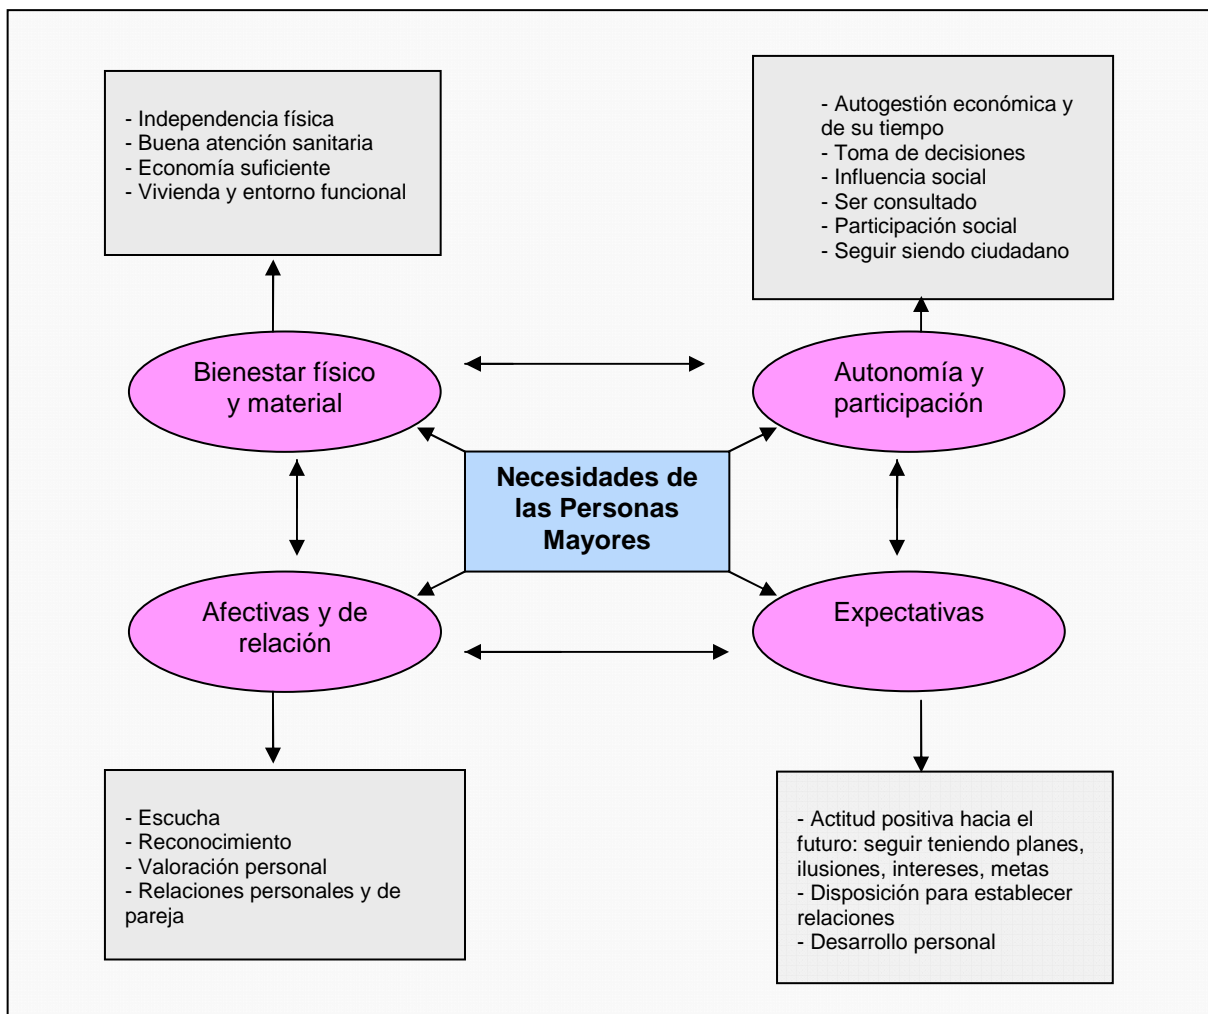 - Independencia física
- Buena atención sanitaria
- Economía suficiente
- Vivienda y entorno funcional
- Autogestión económica y
de su tiempo
- Toma de decisiones
- Influencia social
- Ser consultado
- Participación social
- Seguir siendo ciudadano
Bienestar físico
y material
Autonomía y
participación
Necesidades de
las Personas
Mayores
Afectivas y de
relación
Expectativas
- Escucha
- Reconocimiento
- Valoración personal
- Relaciones personales y de
pareja
- Actitud positiva hacia el
futuro: seguir teniendo planes,
ilusiones, intereses, metas
- Disposición para establecer
relaciones
- Desarrollo personal